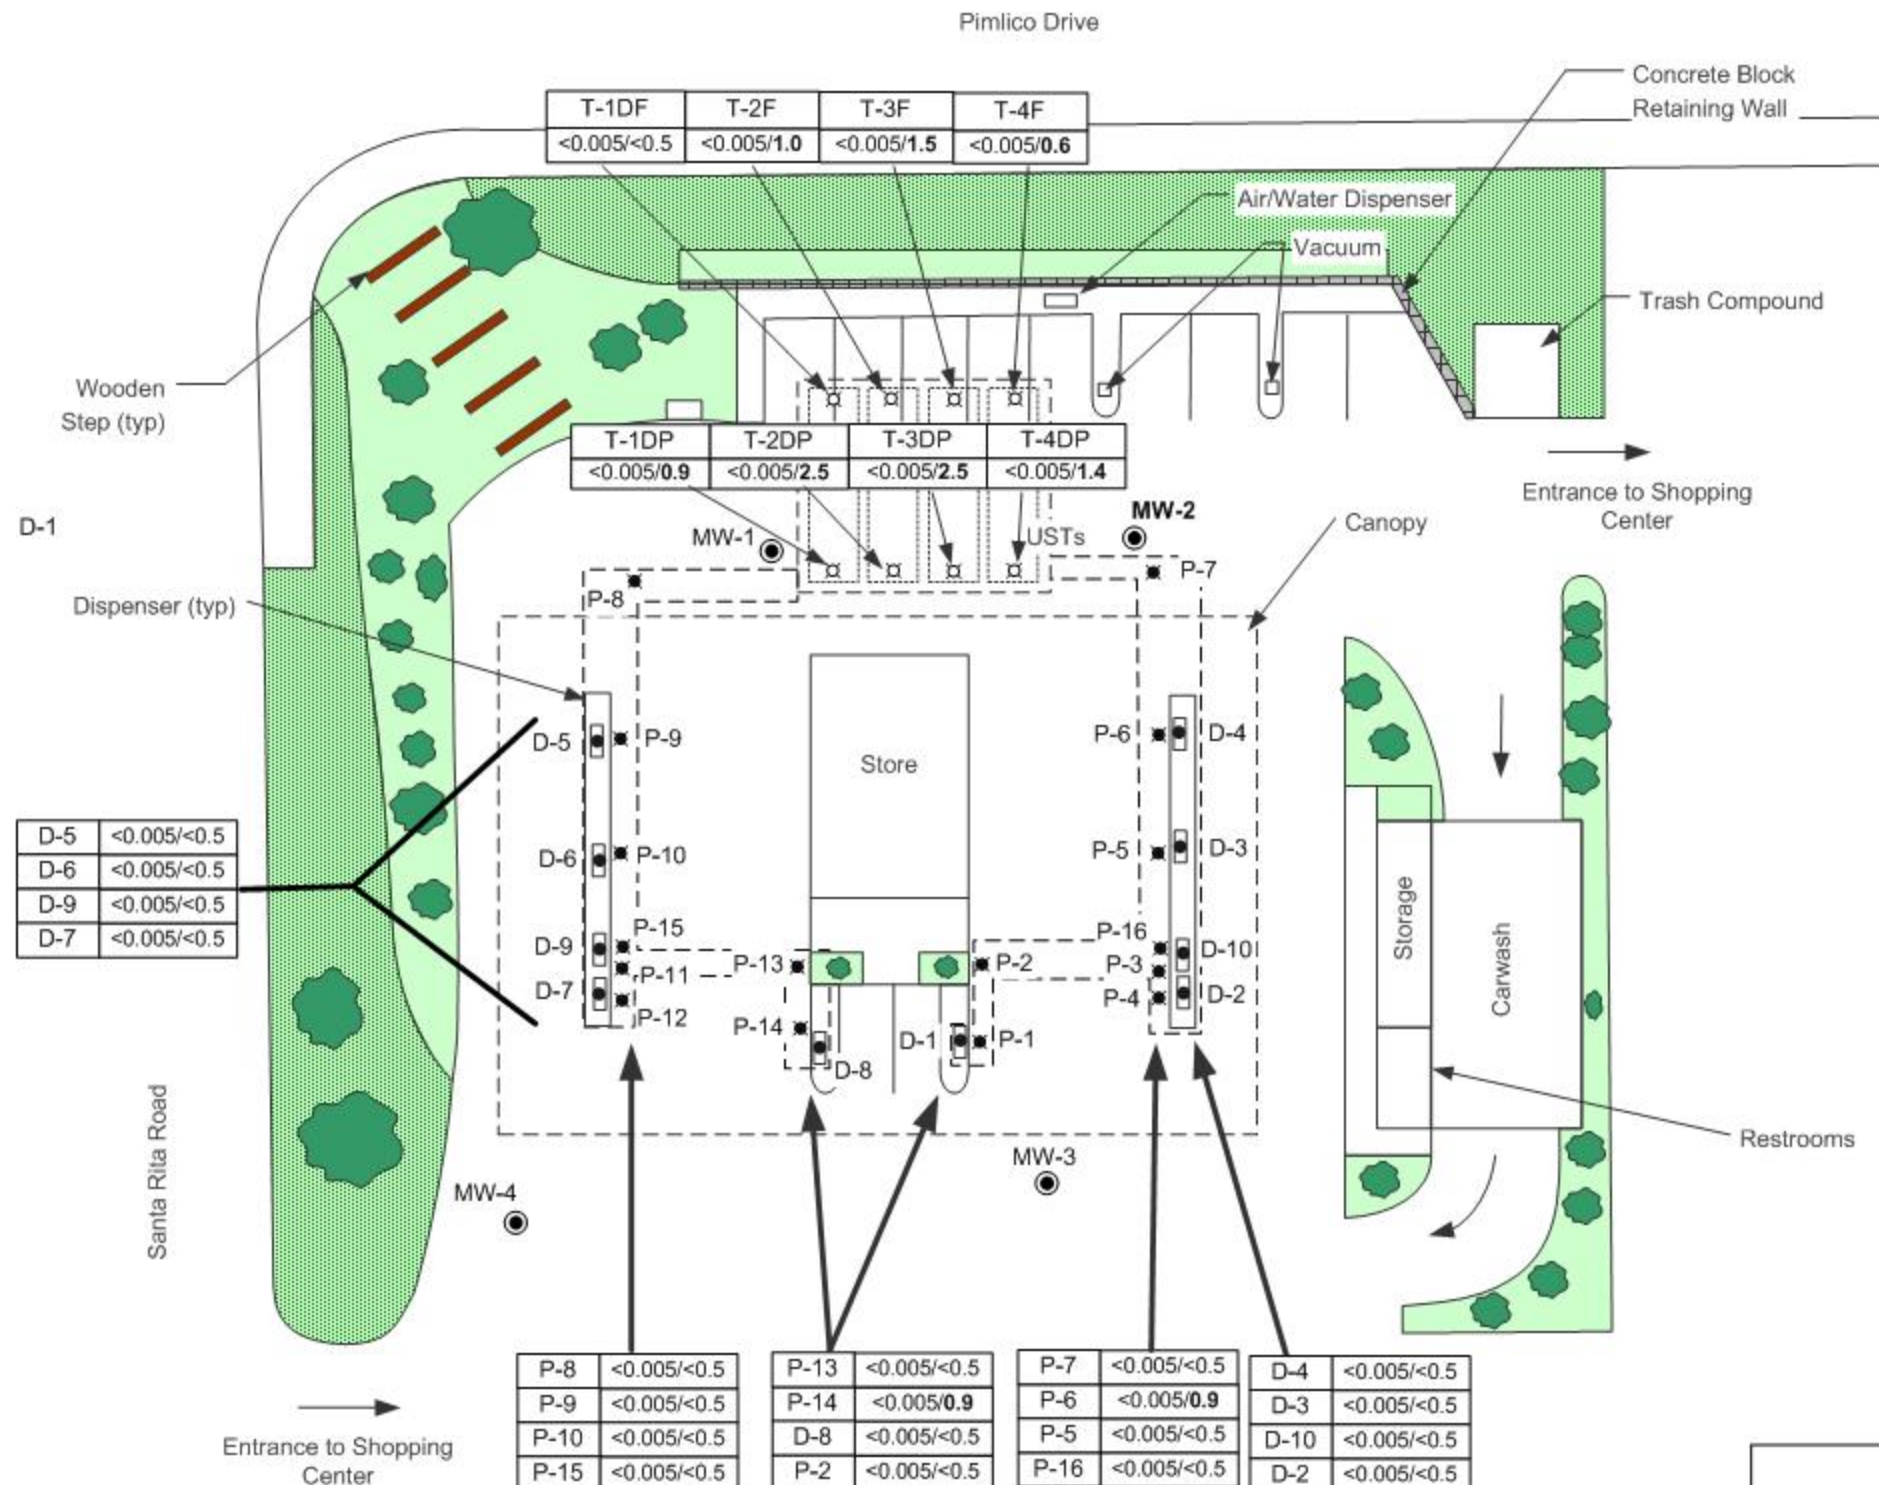 Pimlico Drive
Concrete Block
Retaining Wall
T-1DF T-2F T-3F T-4F
<0.005/<0.5 <0.005/1.0 <0.005/1.5 <0.005/0.6
Air/Water Dispenser
Vacuum
Trash Compound
Wooden
Step (typ)
T-1DP T-2DP T-3DP T-4DP
<0.005/0.9 <0.005/2.5 <0.005/2.5 <0.005/1.4
Entrance to Shopping
Center
D-1
MW-1
MW-2
USTs
Canopy
P-7
P-8
Dispenser (typ)
D-5 P-9
P-6 D-4
Store
D-5 <0.005/<0.5
D-6 <0.005/<0.5
D-9 <0.005/<0.5
D-7 <0.005/<0.5
D-6 P-10
P-5 D-3
Storage
Carwash
D-9 P-15
P-11
D-7 P-12
P-13
P-14
D-8
P-2
D-1 P-1
P-16 D-10
P-3
P-4 D-2
Restrooms
Santa Rita Road
MW-3
MW-4
P-8 <0.005/<0.5
P-9 <0.005/<0.5
P-10 <0.005/<0.5
P-15 <0.005/<0.5
P-13 <0.005/<0.5
P-14 <0.005/0.9
D-8 <0.005/<0.5
P-2 <0.005/<0.5
P-7 <0.005/<0.5
P-6 <0.005/0.9
P-5 <0.005/<0.5
P-16 <0.005/<0.5
D-4 <0.005/<0.5
D-3 <0.005/<0.5
D-10 <0.005/<0.5
D-2 <0.005/<0.5
Entrance to Shopping
Center